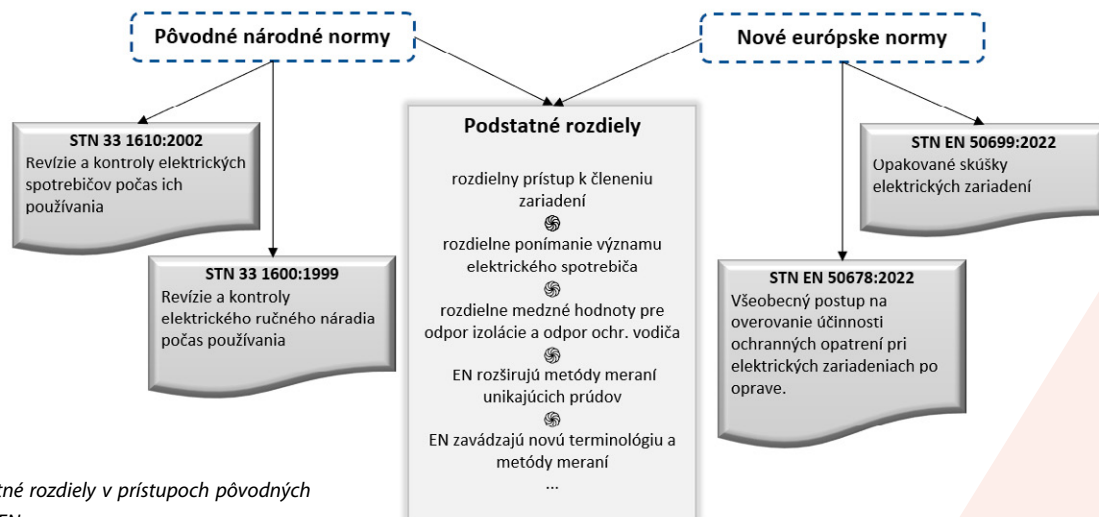 Pôvodné národné normy
Nové európske normy
STN 33 1610:2002
Revízie a kontroly elektrických
spotrebičov počas ich
používania
STN 33 1600:1999
Revízie a kontroly
elektrického ručného náradia
počas používania
Podstatné rozdiely
rozdielny prístup k členeniu
zariadení
rozdielne ponímanie významu
elektrického spotrebiča
rozdielne medzné hodnoty pre
odpor izolácie a odpor ochr. vodiča
EN rozširujú metódy meraní
unikajúcich prúdov
EN zavádzajú novú terminológiu a
metódy meraní
...
STN EN 50699:2022
Opakované skúšky
elektrických zariadení
STN EN 50678:2022
Všeobecný postup na
overovanie účinnosti
ochranných opatrení pri
elektrických zariadeniach po
oprave.
tné rozdiely v prístupoch pôvodných